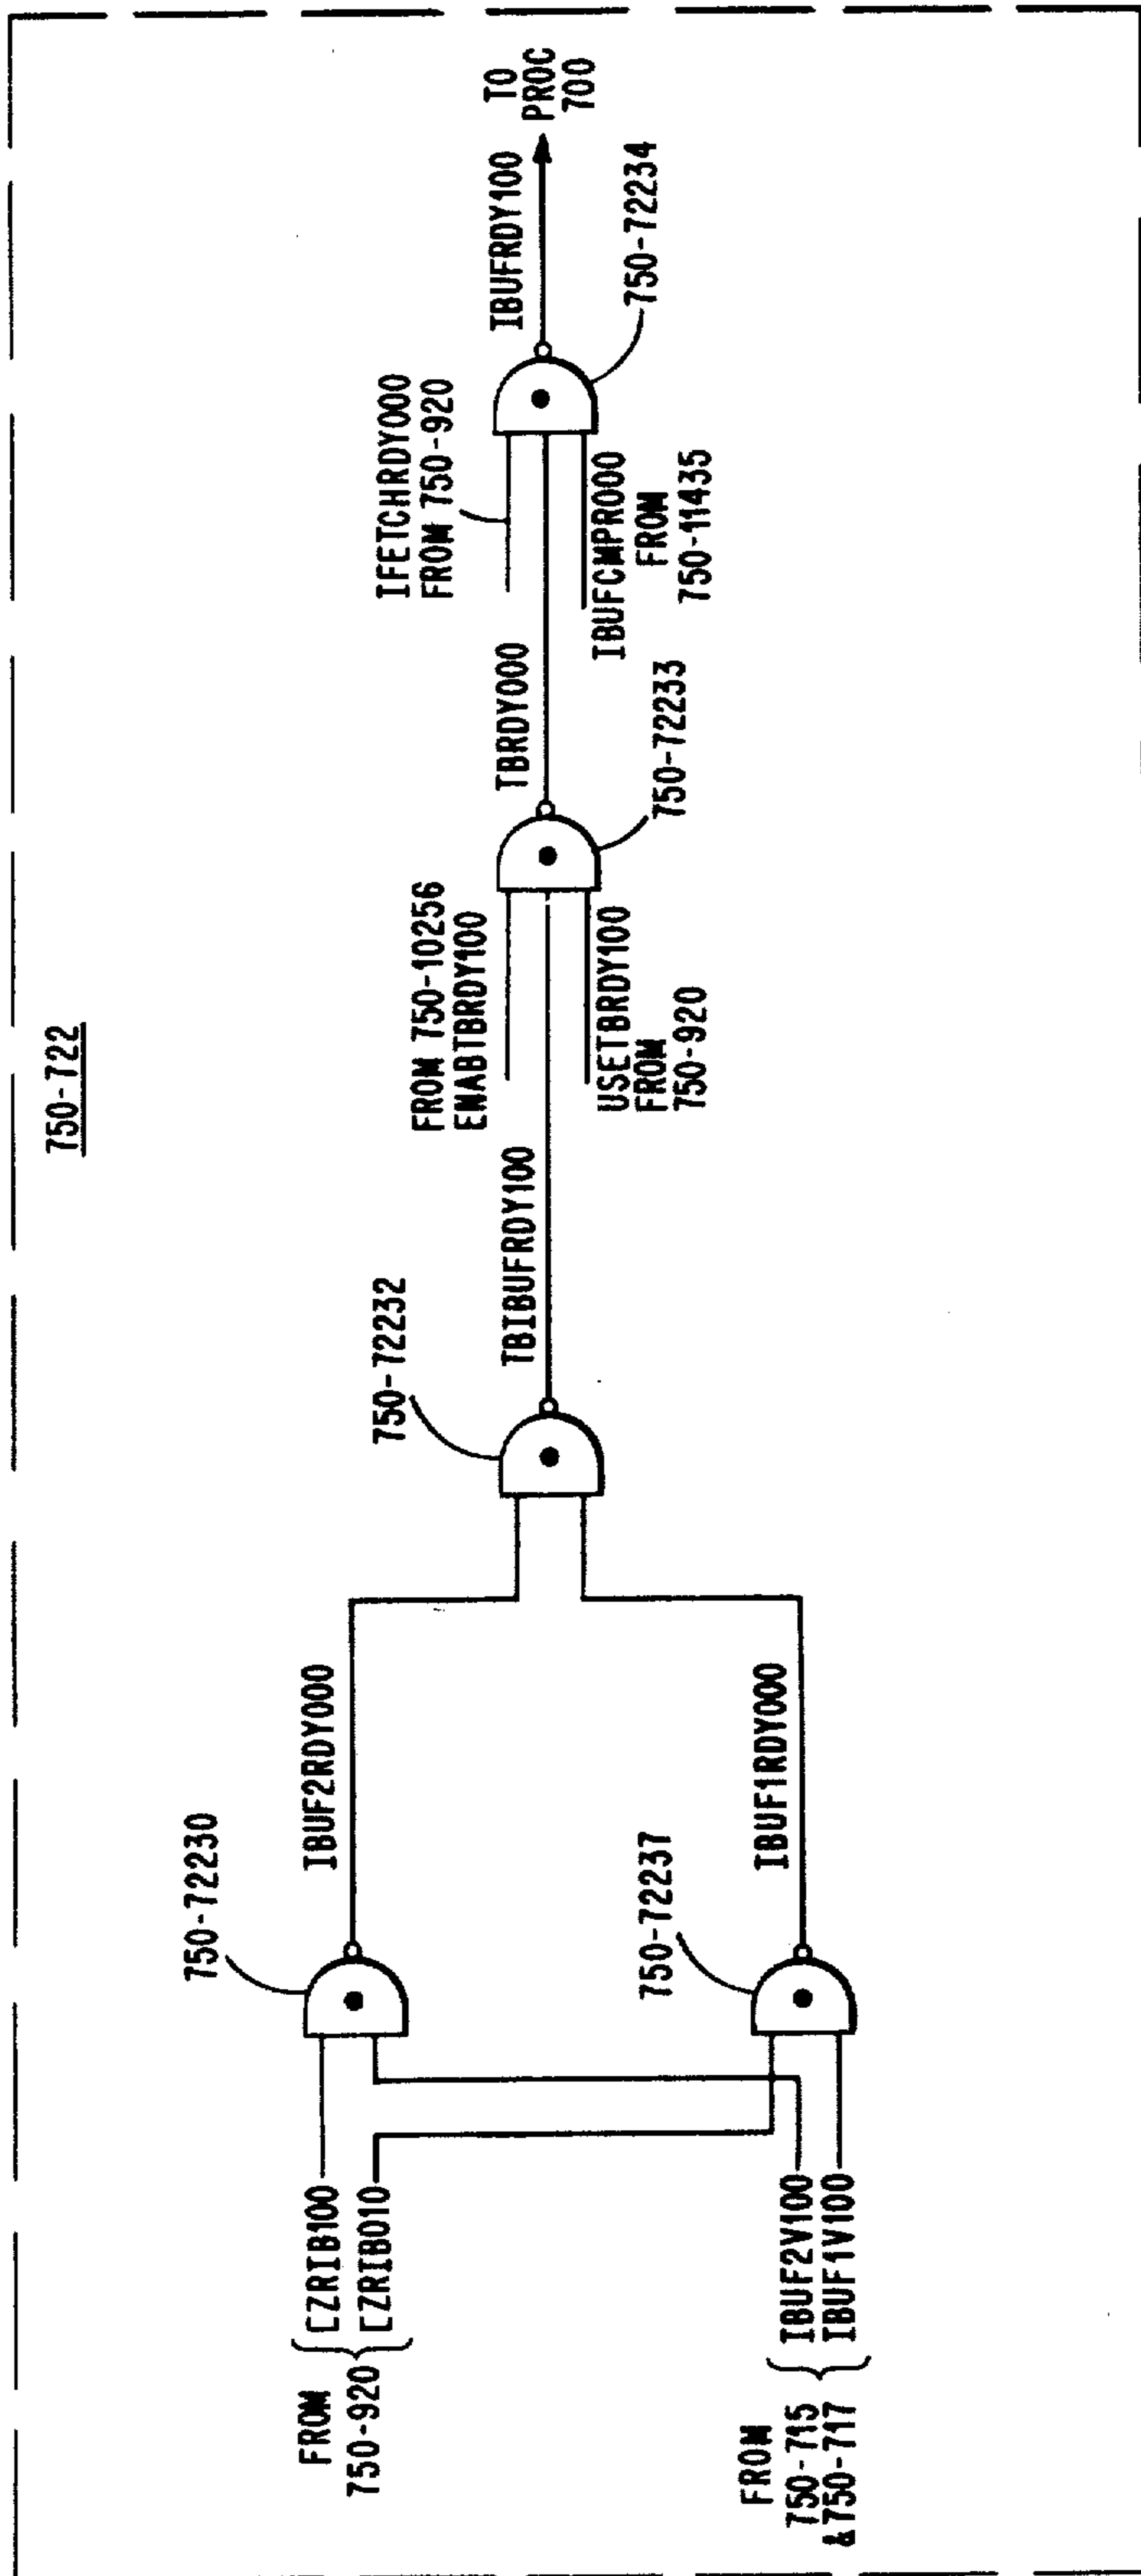 750-722
FROM
750-920
[ZRIB100
[ZRIB010
FROM
750-715
&750-717
IBUF2V100
IBUF1V100
750-72230
IBUF2RDY000
750-72237
IBUF1RDY000
750-72232
TBIBUFRDY100
FROM 750-10256
ENABTBRDY100
USETBRDY100
FROM
750-920
750-72233
TBRDY000
IFETCHRDY000
FROM 750-920
IBUFCMPR000
FROM
750-11435
750-72234
IBUFRDY100
TO
PROC
700